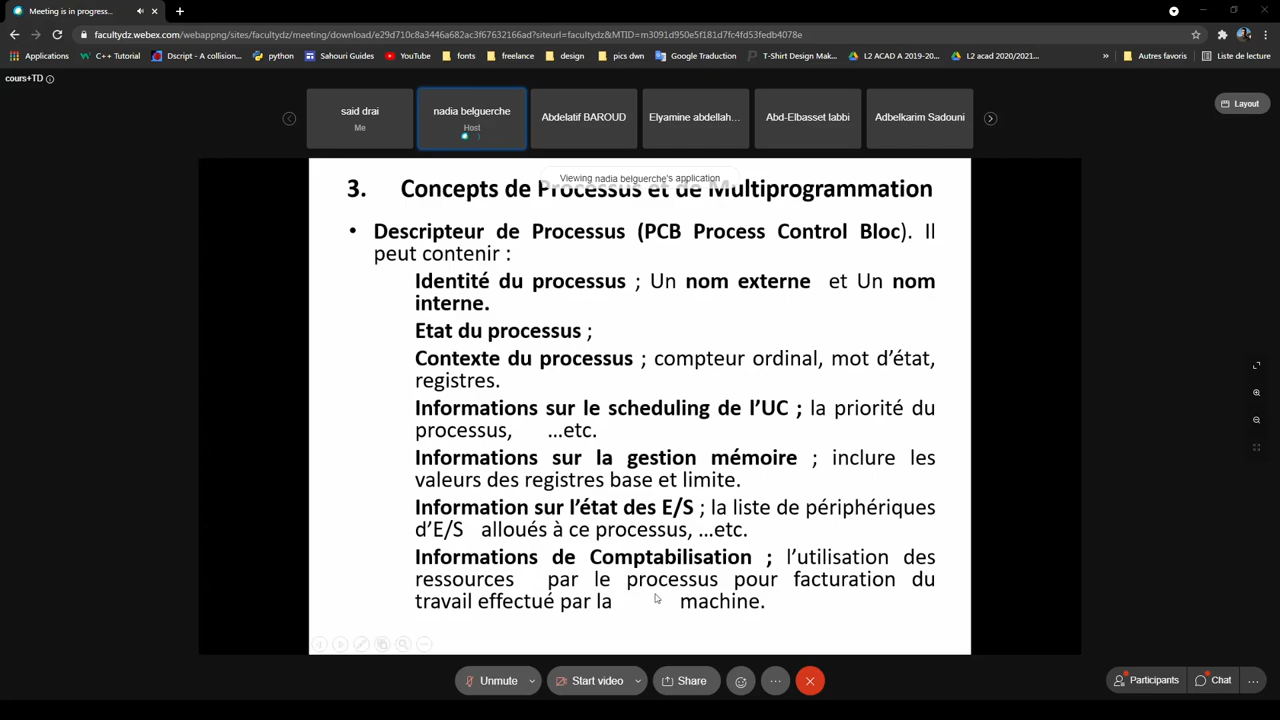 Meeting is in progress...
facultydz.webex.com/webappng/sites/facultydz/meeting/download/e29d710c8a3446a682ac3f67632166ad?siteurl=facultydz&MTID=m3091d950e5f181d7fc4fd53fedb4078e
Applications C++ Tutorial Dscript - A collision... python Sahouri Guides YouTube fonts freelance design pics dwn Google Traduction T-Shirt Design Mak... L2 ACAD A 2019-20... L2 acad 2020/2021... » Autres favoris Liste de lecture
cours+TD
said drai nadia belguerche Abdelatif BAROUD Elyamine abdellah... Abd-Elbasset labbi Adbelkarim Sadouni
Me Host
Layout
Viewing nadia belguerche's application
3. Concepts de Processus et de Multiprogrammation
• Descripteur de Processus (PCB Process Control Bloc). Il
peut contenir :
Identité du processus ; Un nom externe et Un nom
interne.
Etat du processus ;
Contexte du processus ; compteur ordinal, mot d'état,
registres.
Informations sur le scheduling de l'UC ; la priorité du
processus, ...etc.
Informations sur la gestion mémoire ; inclure les
valeurs des registres base et limite.
Information sur l'état des E/S ; la liste de périphériques
d'E/S alloués à ce processus, ...etc.
Informations de Comptabilisation ; l'utilisation des
ressources par le processus pour facturation du
travail effectué par la machine.
Unmute Start video Share Participants Chat